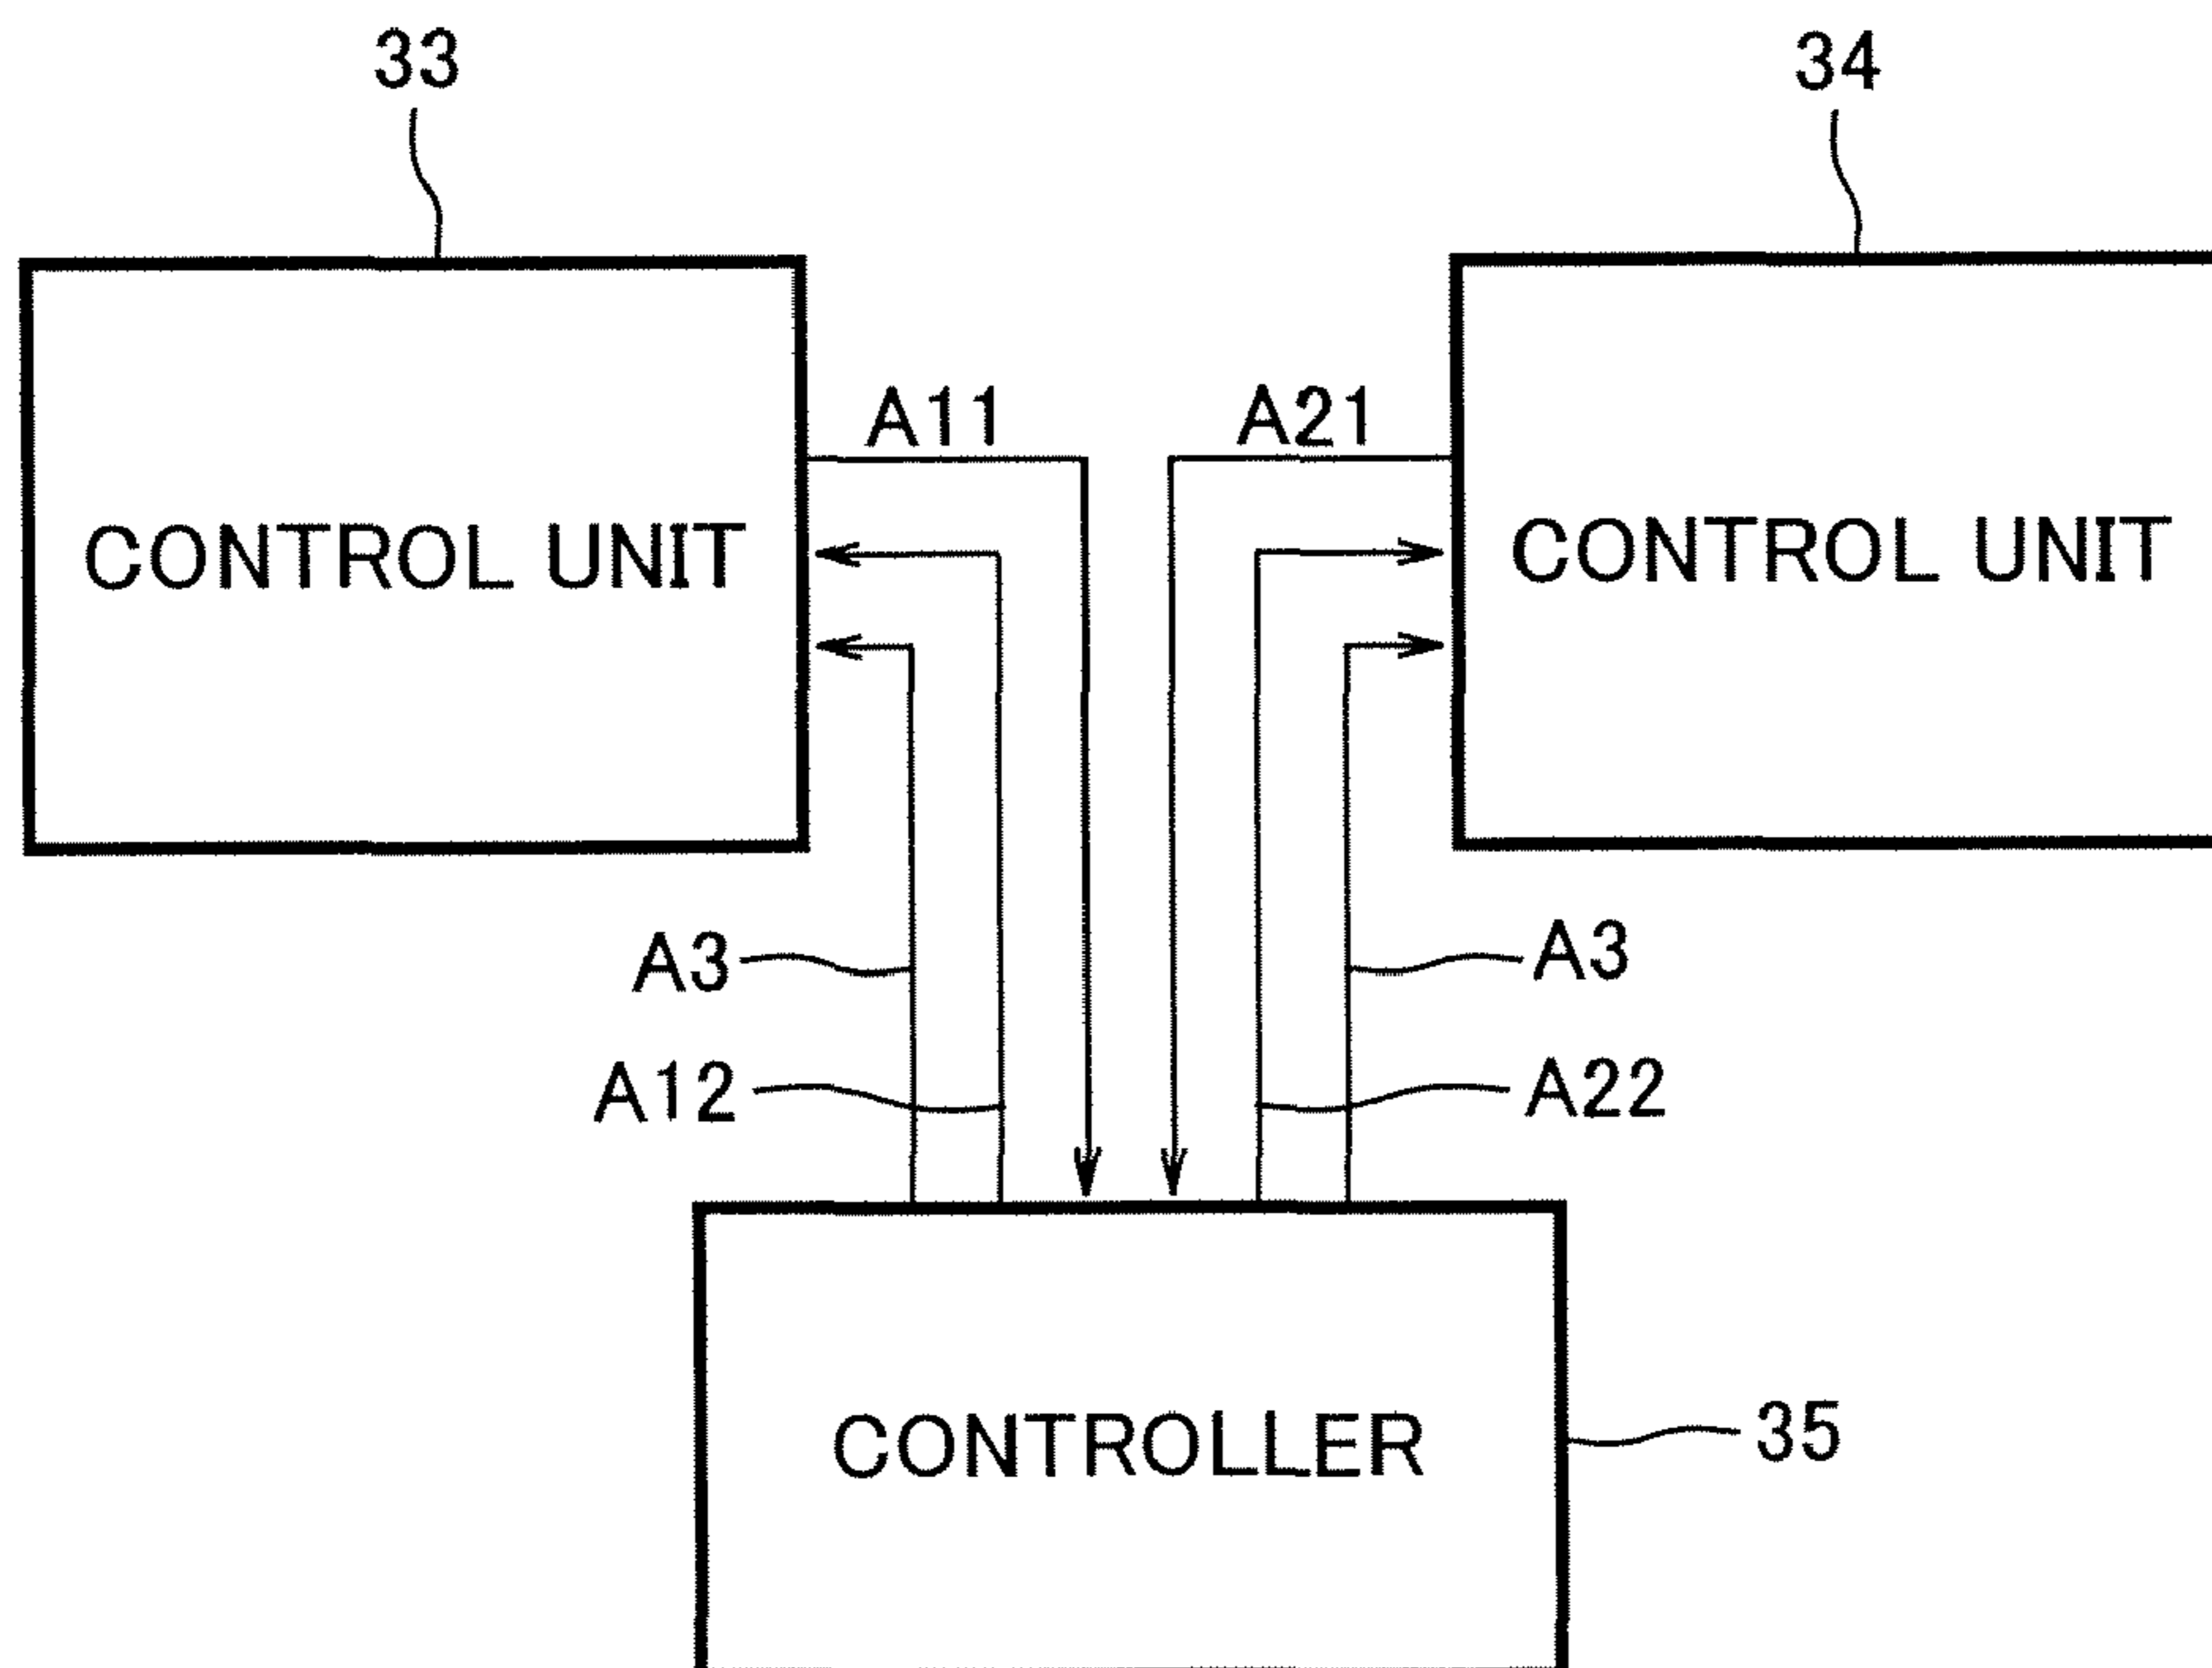 33
34
A11
A21
CONTROL UNIT
CONTROL UNIT
A3
A3
A12
A22
CONTROLLER
35